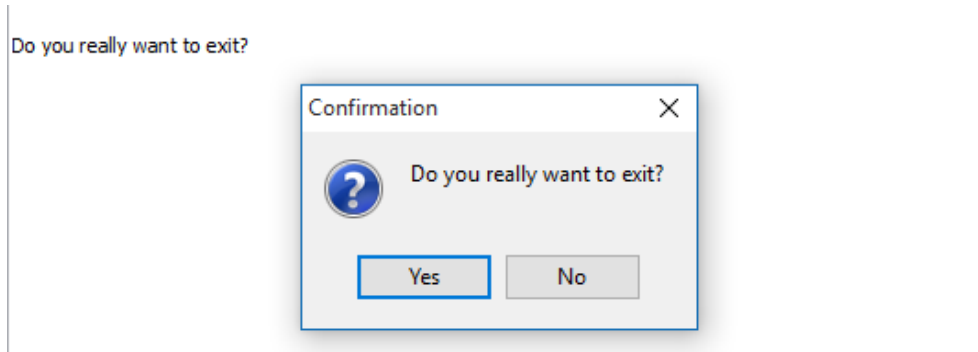 Do you really want to exit?
Confirmation
Do you really want to exit?
Yes No